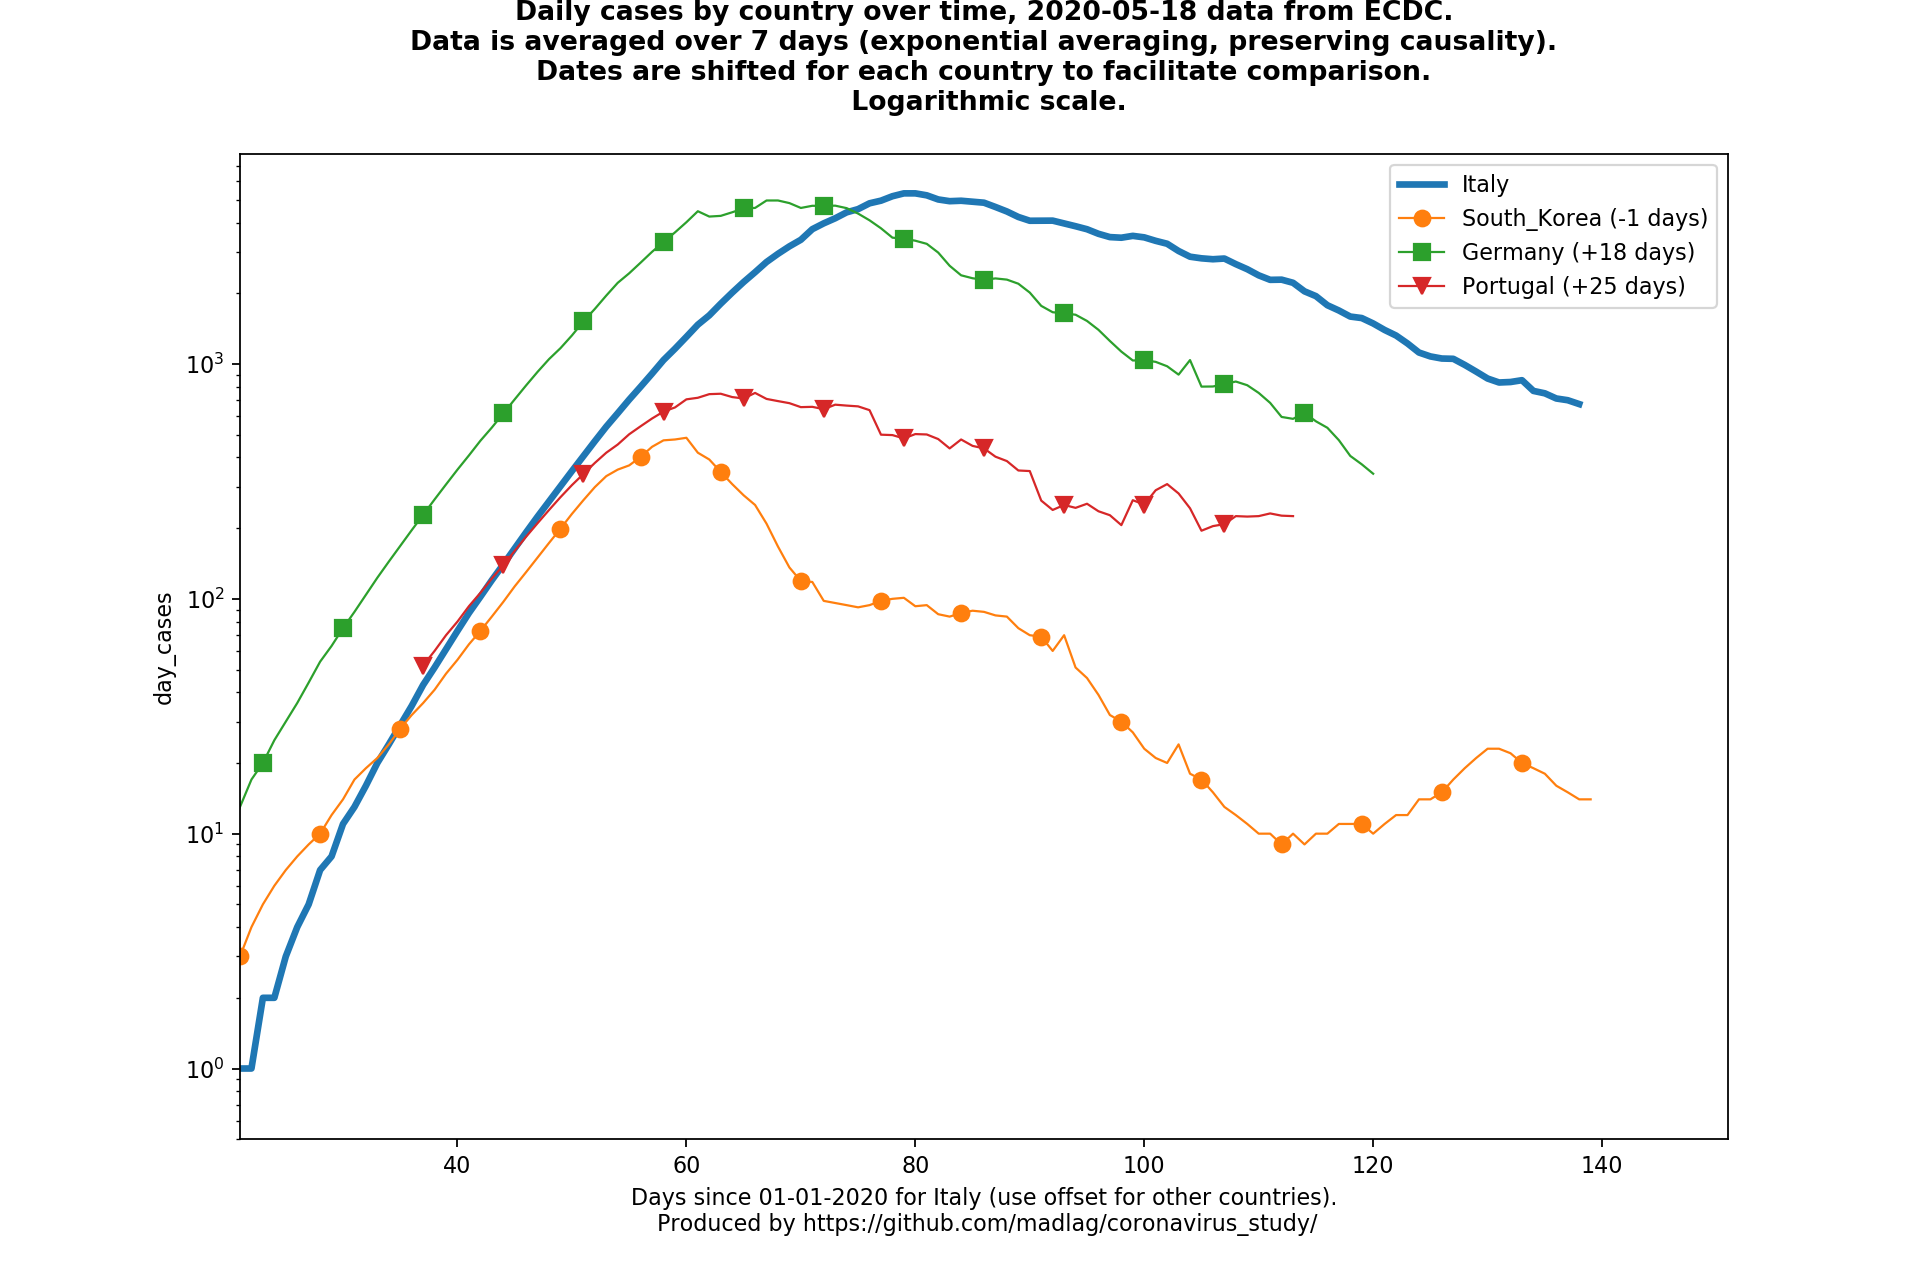 Daily cases by country over time, 2020-05-18 data from ECDC.
Data is averaged over 7 days (exponential averaging, preserving causality).
Dates are shifted for each country to facilitate comparison.
Logarithmic scale.
Italy
South_Korea (-1 days)
Germany (+18 days)
Portugal (+25 days)
10³
10²
10¹
10⁰
day_cases
40 60 80 100 120 140
Days since 01-01-2020 for Italy (use offset for other countries).
Produced by https://github.com/madlag/coronavirus_study/